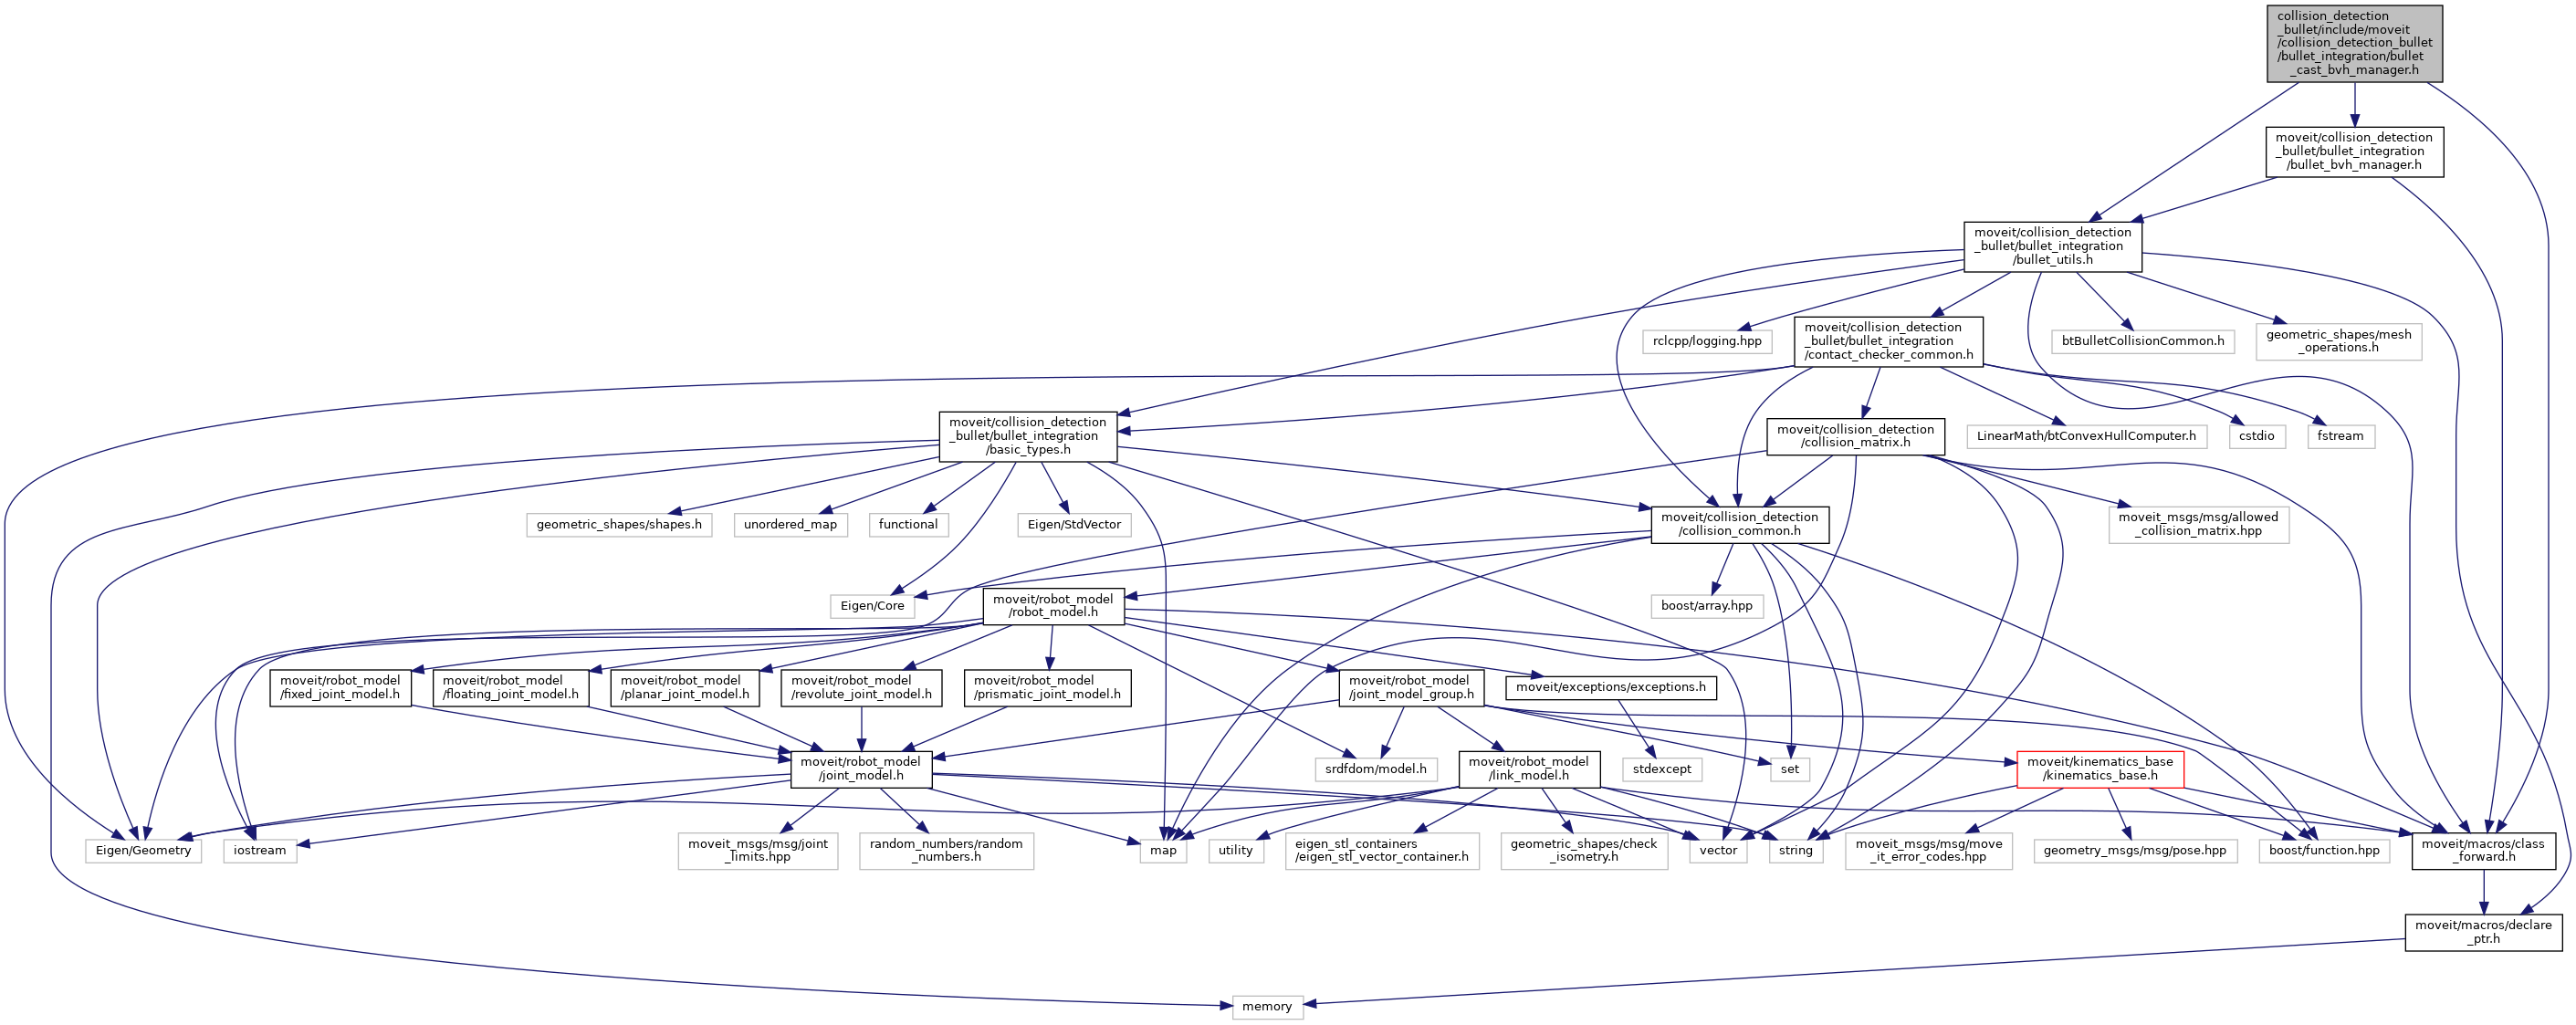 collision_detection
_bullet/include/moveit
/collision_detection_bullet
/bullet_integration/bullet
_cast_bvh_manager.h
moveit/collision_detection
_bullet/bullet_integration
/bullet_bvh_manager.h
moveit/collision_detection
_bullet/bullet_integration
/bullet_utils.h
rclcpp/logging.hpp
moveit/collision_detection
_bullet/bullet_integration
/contact_checker_common.h
btBulletCollisionCommon.h
geometric_shapes/mesh
_operations.h
moveit/collision_detection
_bullet/bullet_integration
/basic_types.h
moveit/collision_detection
/collision_matrix.h
LinearMath/btConvexHullComputer.h
cstdio
fstream
geometric_shapes/shapes.h
unordered_map
functional
Eigen/StdVector
moveit/collision_detection
/collision_common.h
moveit_msgs/msg/allowed
_collision_matrix.hpp
Eigen/Core
moveit/robot_model
/robot_model.h
boost/array.hpp
moveit/robot_model
/fixed_joint_model.h
moveit/robot_model
/floating_joint_model.h
moveit/robot_model
/planar_joint_model.h
moveit/robot_model
/revolute_joint_model.h
moveit/robot_model
/prismatic_joint_model.h
moveit/robot_model
/joint_model_group.h
moveit/exceptions/exceptions.h
moveit/robot_model
/joint_model.h
srdfdom/model.h
moveit/robot_model
/link_model.h
stdexcept
set
moveit/kinematics_base
/kinematics_base.h
Eigen/Geometry
iostream
moveit_msgs/msg/joint
_limits.hpp
random_numbers/random
_numbers.h
map
utility
eigen_stl_containers
/eigen_stl_vector_container.h
geometric_shapes/check
_isometry.h
vector
string
moveit_msgs/msg/move
_it_error_codes.hpp
geometry_msgs/msg/pose.hpp
boost/function.hpp
moveit/macros/class
_forward.h
moveit/macros/declare
_ptr.h
memory